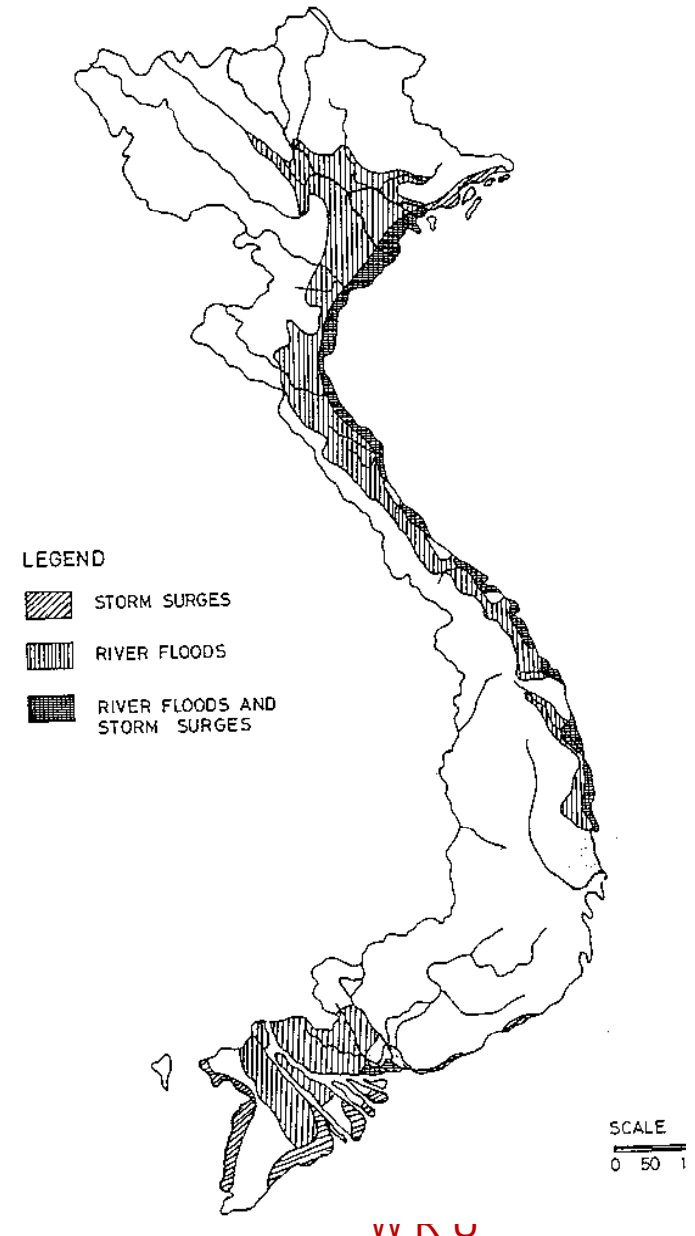 LEGEND
STORM SURGES
RIVER FLOODS
RIVER FLOODS AND
STORM SURGES
SCALE
0 50
W R U